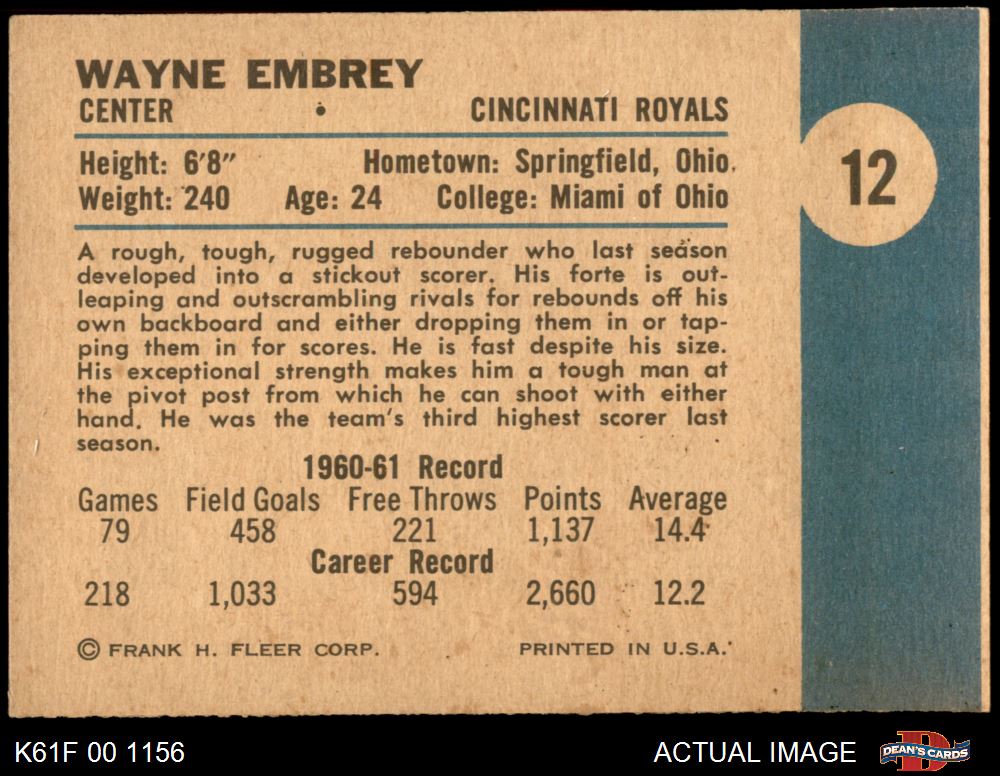 WAYNE EMBREY
CENTER • CINCINNATI ROYALS
Height: 6'8" Hometown: Springfield, Ohio.
Weight: 240 Age: 24 College: Miami of Ohio
12
A rough, tough, rugged rebounder who last season
developed into a stickout scorer. His forte is out-
leaping and outscrambling rivals for rebounds off his
own backboard and either dropping them in or tap-
ping them in for scores. He is fast despite his size.
His exceptional strength makes him a tough man at
the pivot post from which he can shoot with either
hand. He was the team's third highest scorer last
season.
1960-61 Record
Games Field Goals Free Throws Points Average
79 458 221 1,137 14.4
Career Record
218 1,033 594 2,660 12.2
© FRANK H. FLEER CORP. PRINTED IN U.S.A.
K61F 00 1156 ACTUAL IMAGE D DEAN'S CARDS